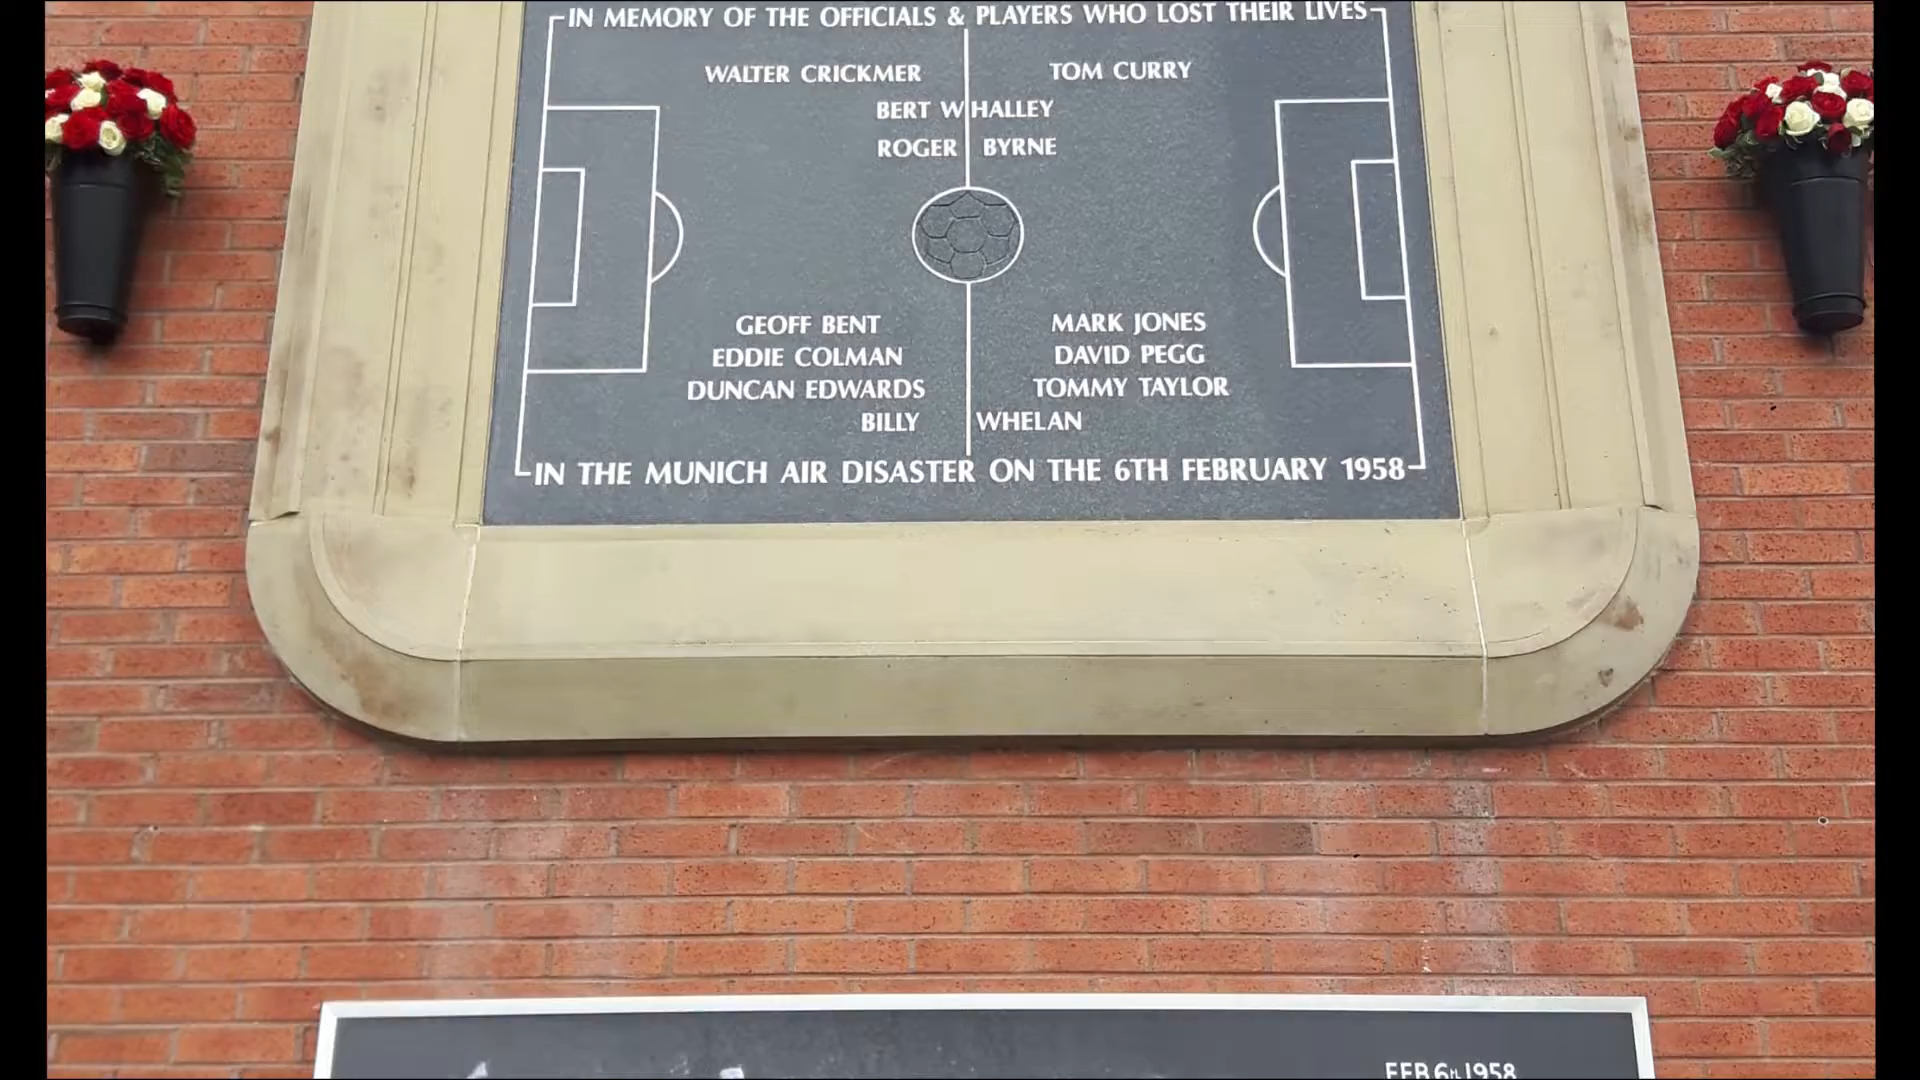 IN MEMORY OF THE OFFICIALS & PLAYERS WHO LOST THEIR LIVES
WALTER CRICKMER TOM CURRY
BERT WHALLEY
ROGER BYRNE
GEOFF BENT MARK JONES
EDDIE COLMAN DAVID PEGG
DUNCAN EDWARDS TOMMY TAYLOR
BILLY WHELAN
IN THE MUNICH AIR DISASTER ON THE 6TH FEBRUARY 1958
FEB 6th 1958